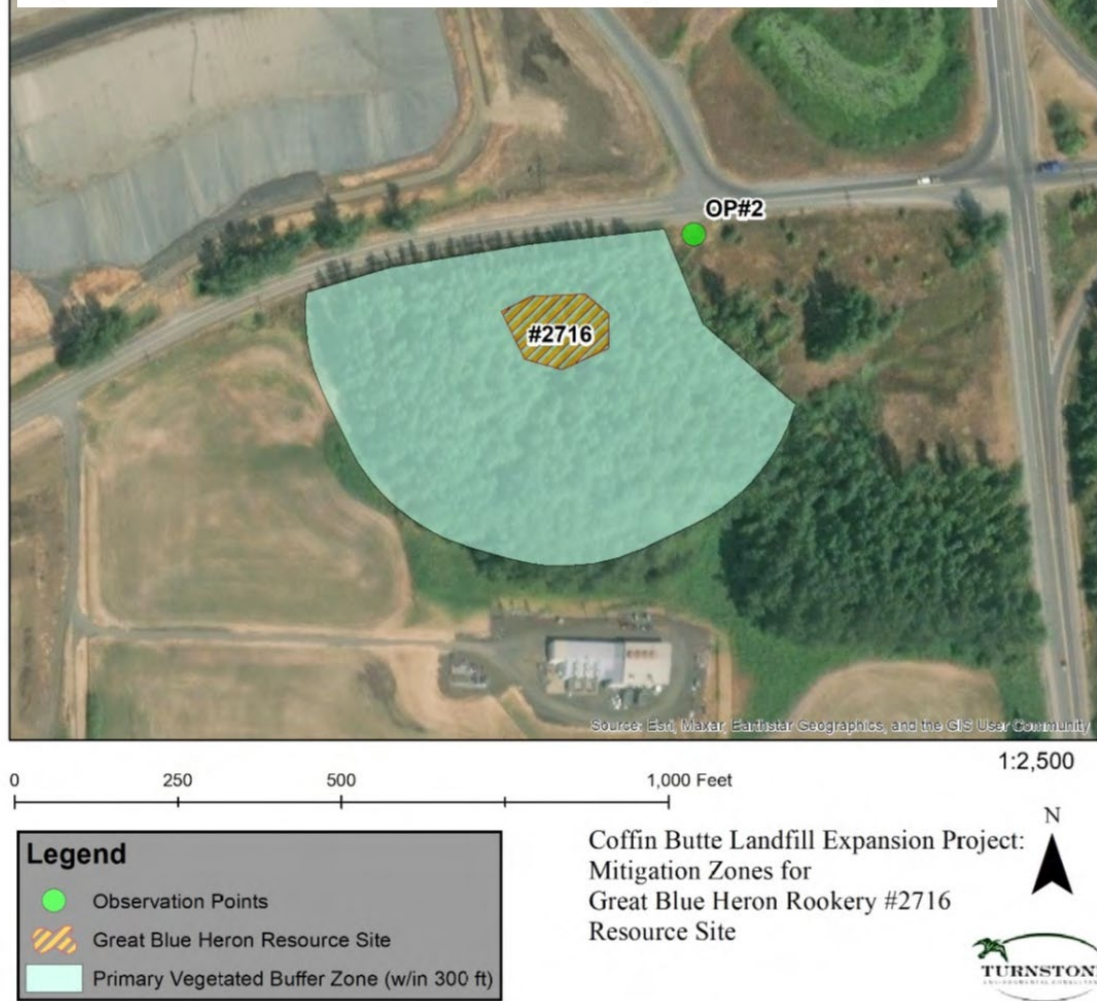 OP#2
#2716
Source: Esri, Maxar, Earthstar Geographics, and the GIS User Community
1:2,500
0 250 500 1,000 Feet
N
Legend
Observation Points
Great Blue Heron Resource Site
Primary Vegetated Buffer Zone (w/in 300 ft)
Coffin Butte Landfill Expansion Project:
Mitigation Zones for
Great Blue Heron Rookery #2716
Resource Site
TURNSTONE